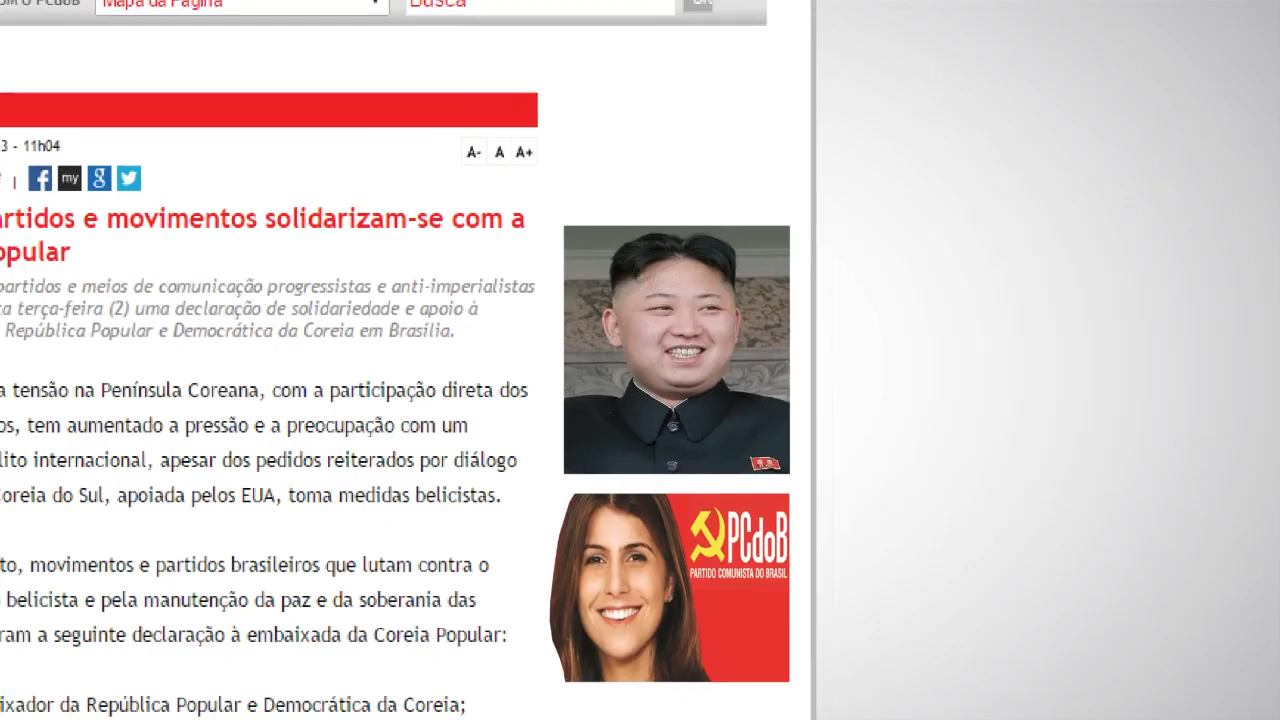 Mapa da Página
Busca
3 - 11h04
A- A A+
my
artidos e movimentos solidarizam-se com a
opular
partidos e meios de comunicação progressistas e anti-imperialistas
ta terça-feira (2) uma declaração de solidariedade e apoio à
República Popular e Democrática da Coreia em Brasília.
a tensão na Península Coreana, com a participação direta dos
os, tem aumentado a pressão e a preocupação com um
lito internacional, apesar dos pedidos reiterados por diálogo
Coreia do Sul, apoiada pelos EUA, toma medidas belicistas.
PCdoB
PARTIDO COMUNISTA DO BRASIL
to, movimentos e partidos brasileiros que lutam contra o
belicista e pela manutenção da paz e da soberania das
ram a seguinte declaração à embaixada da Coreia Popular:
ixador da República Popular e Democrática da Coreia;